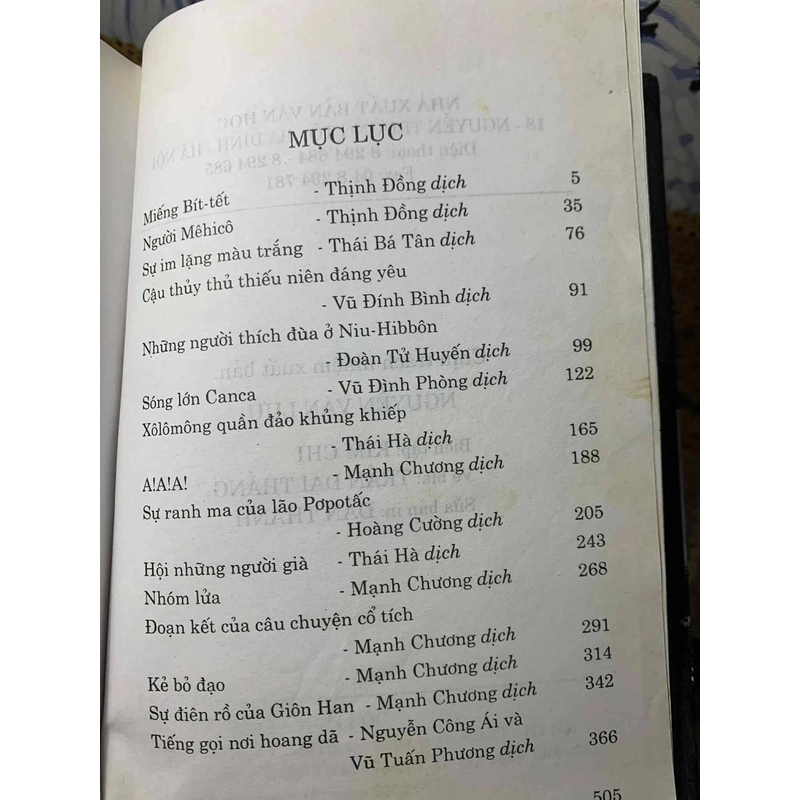 MỤC LỤC
Miếng Bít-tết - Thịnh Đồng dịch 5
Người Mêhicô - Thịnh Đồng dịch 35
Sự im lặng màu trắng - Thái Bá Tân dịch 76
Cậu thủy thủ thiếu niên đáng yêu
- Vũ Đính Bình dịch 91
Những người thích đùa ở Niu-Hibbôn
- Đoàn Tử Huyến dịch 99
Sóng lớn Canca - Vũ Đình Phòng dịch 122
Xôlômông quần đảo khủng khiếp
- Thái Hà dịch 165
A!A!A! - Mạnh Chương dịch 188
Sự ranh ma của lão Pơpotấc
- Hoàng Cường dịch 205
Hội những người già - Thái Hà dịch 243
Nhóm lửa - Mạnh Chương dịch 268
Đoạn kết của câu chuyện cổ tích
- Mạnh Chương dịch 291
Kẻ bỏ đạo - Mạnh Chương dịch 314
Sự điên rồ của Giôn Han - Mạnh Chương dịch 342
Tiếng gọi nơi hoang dã - Nguyễn Công Ái và
Vũ Tuấn Phương dịch 366
505